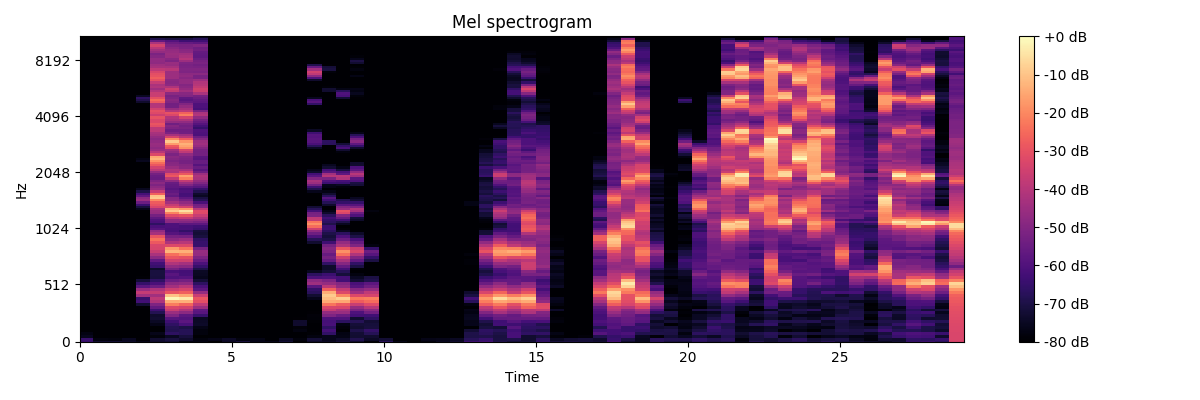 Mel spectrogram
8192
4096
2048
1024
512
0
Hz
0 5 10 15 20 25
Time
+0 dB
-10 dB
-20 dB
-30 dB
-40 dB
-50 dB
-60 dB
-70 dB
-80 dB